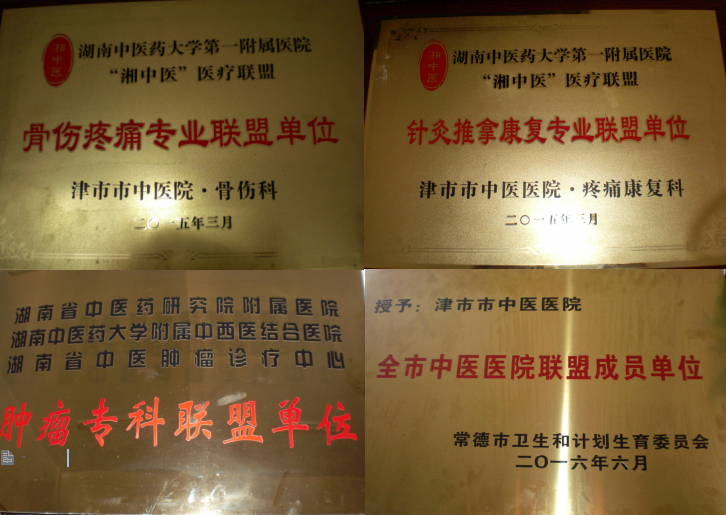 湘中医
湖南中医药大学第一附属医院
“湘中医”医疗联盟
骨伤疼痛专业联盟单位
津市市中医院·骨伤科
二〇一五年三月
湘中医
湖南中医药大学第一附属医院
“湘中医”医疗联盟
针灸推拿康复专业联盟单位
津市市中医医院·疼痛康复科
二〇一五年三月
湖南省中医药研究院附属医院
湖南中医药大学附属中西医结合医院
湖南省中医肿瘤诊疗中心
肿瘤专科联盟单位
授予：津市市中医医院
全市中医医院联盟成员单位
常德市卫生和计划生育委员会
二〇一六年六月